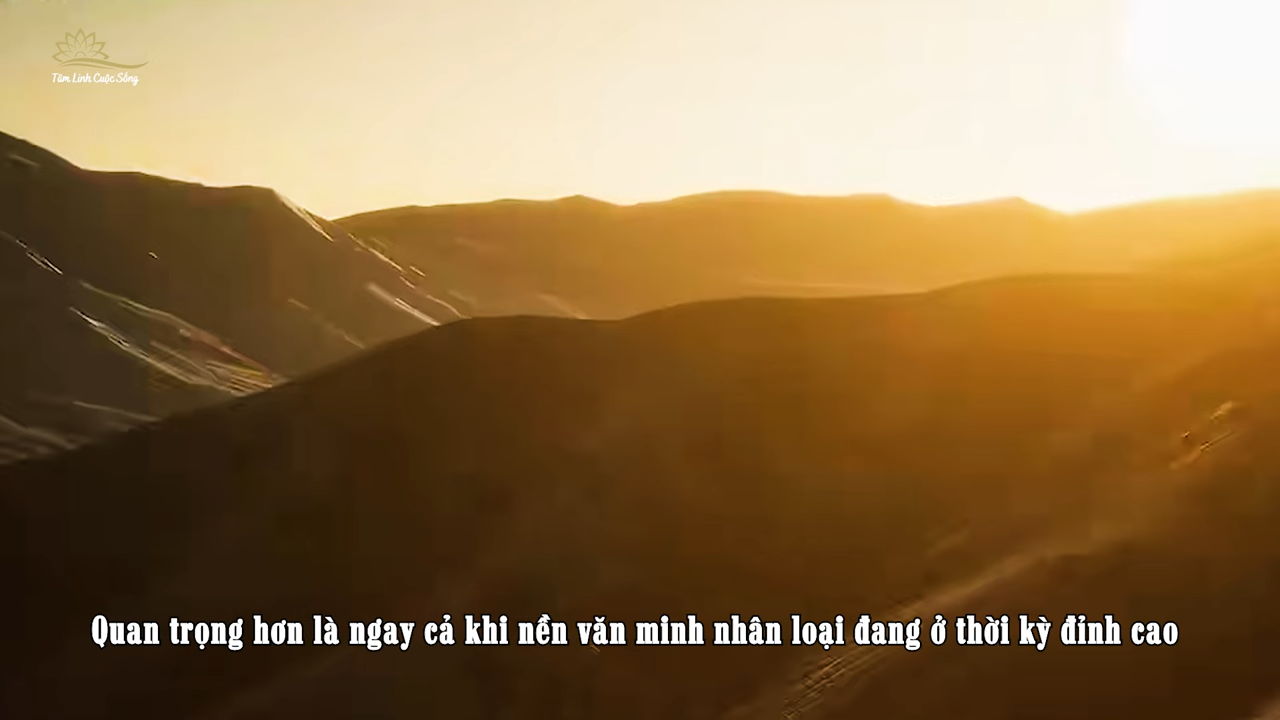 Tâm Linh Cuộc Sống
Quan trọng hơn là ngay cả khi nền văn minh nhân loại đang ở thời kỳ đỉnh cao